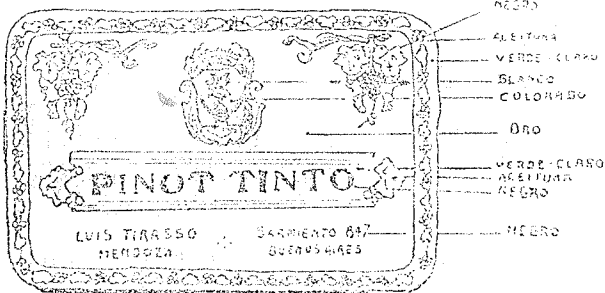 NEGRO
ACEITUNA
VERDE-CLARO
BLANCO
COLORADO
ORO
VERDE-CLARO
ACEITUNA
NEGRO
NEGRO
PINOT TINTO
LUIS TIRASSO
MENDOZA
SARMIENTO 847
BUENOS AIRES